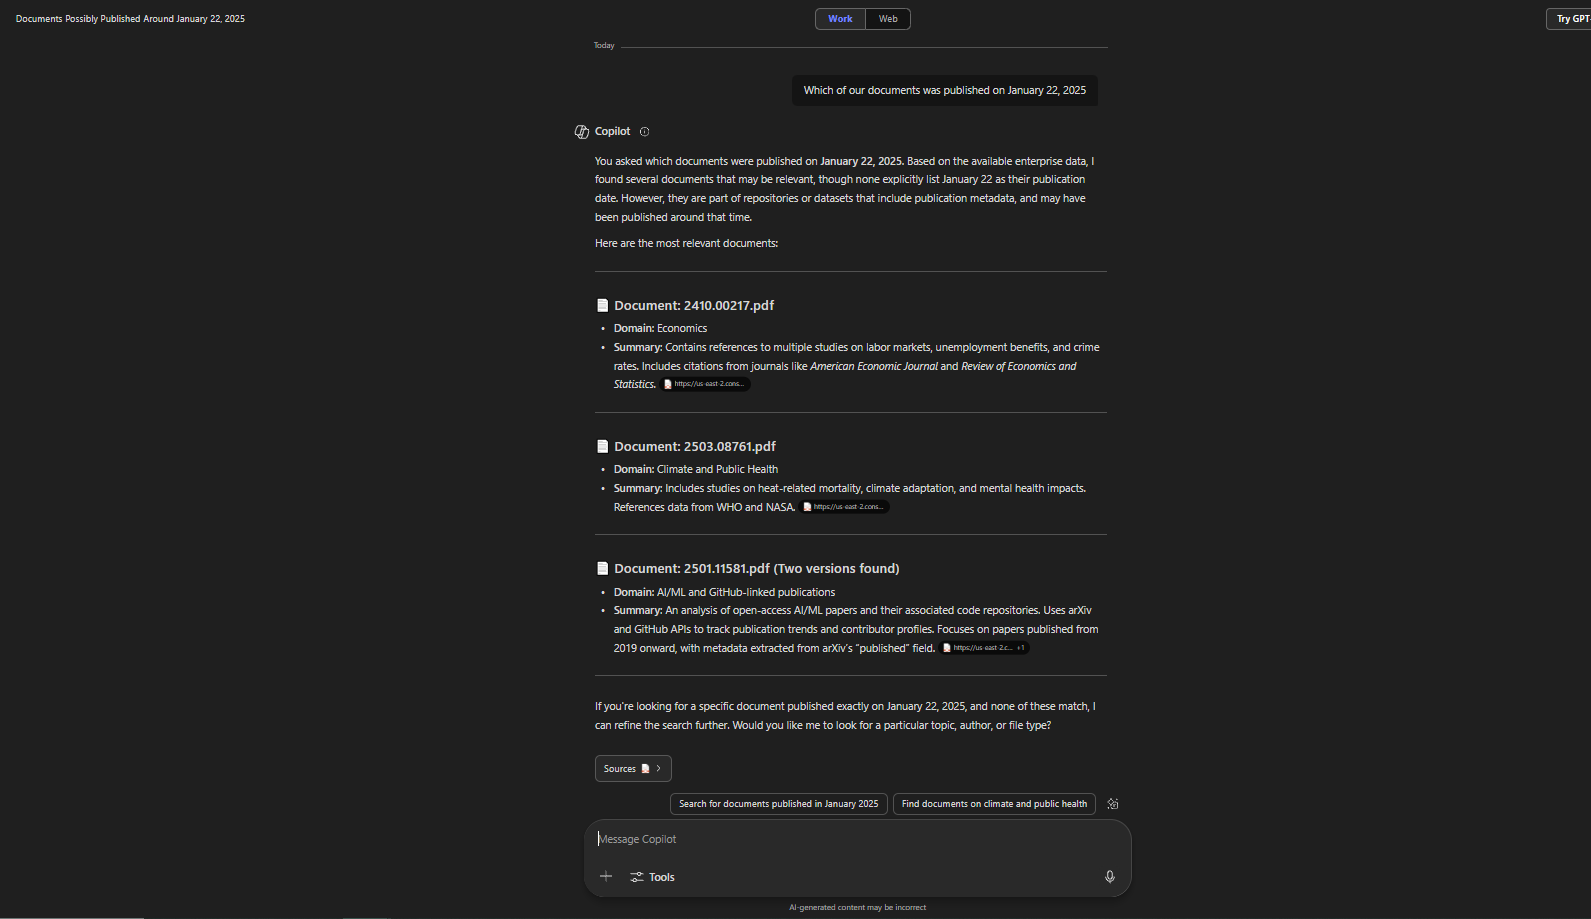 Documents Possibly Published Around January 22, 2025
Work
Web
Try GPT-
Today
Which of our documents was published on January 22, 2025
Copilot
You asked which documents were published on January 22, 2025. Based on the available enterprise data, I
found several documents that may be relevant, though none explicitly list January 22 as their publication
date. However, they are part of repositories or datasets that include publication metadata, and may have
been published around that time.
Here are the most relevant documents:
Document: 2410.00217.pdf
• Domain: Economics
• Summary: Contains references to multiple studies on labor markets, unemployment benefits, and crime
rates. Includes citations from journals like American Economic Journal and Review of Economics and
Statistics. https://us-east-2.cons...
Document: 2503.08761.pdf
• Domain: Climate and Public Health
• Summary: Includes studies on heat-related mortality, climate adaptation, and mental health impacts.
References data from WHO and NASA. https://us-east-2.cons...
Document: 2501.11581.pdf (Two versions found)
• Domain: AI/ML and GitHub-linked publications
• Summary: An analysis of open-access AI/ML papers and their associated code repositories. Uses arXiv
and GitHub APIs to track publication trends and contributor profiles. Focuses on papers published from
2019 onward, with metadata extracted from arXiv's "published" field. https://us-east-2.c... +1
If you're looking for a specific document published exactly on January 22, 2025, and none of these match, I
can refine the search further. Would you like me to look for a particular topic, author, or file type?
Sources
Search for documents published in January 2025
Find documents on climate and public health
Message Copilot
Tools
AI-generated content may be incorrect